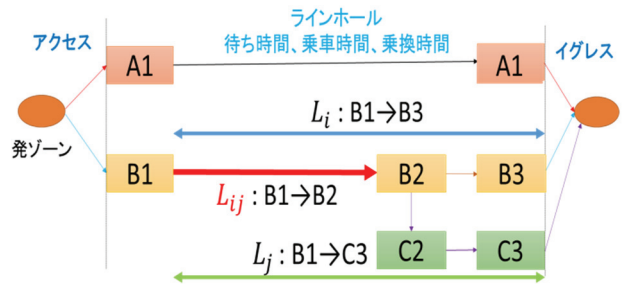 ラインホール
アクセス
待ち時間、乗車時間、乗換時間
イグレス
A1
A1
L_i : B1→B3
発ゾーン
B1
B2
B3
L_ij : B1→B2
C2
C3
L_j : B1→C3